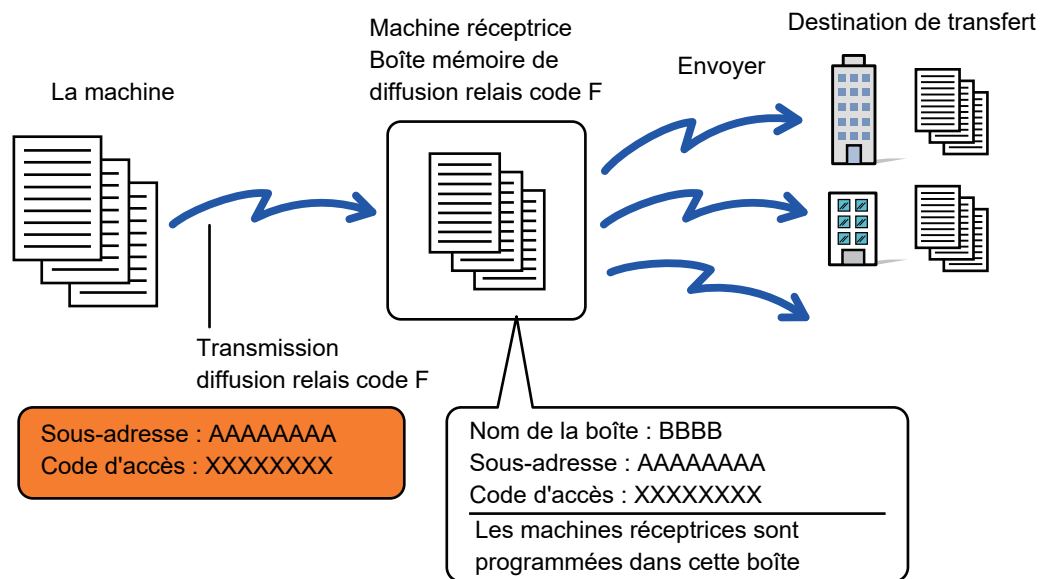 La machine
Machine réceptrice
Boîte mémoire de
diffusion relais code F
Envoyer
Destination de transfert
Transmission
diffusion relais code F
Sous-adresse : AAAAAAAA
Code d'accès : XXXXXXXX
Nom de la boîte : BBBB
Sous-adresse : AAAAAAAA
Code d'accès : XXXXXXXX
Les machines réceptrices sont
programmées dans cette boîte